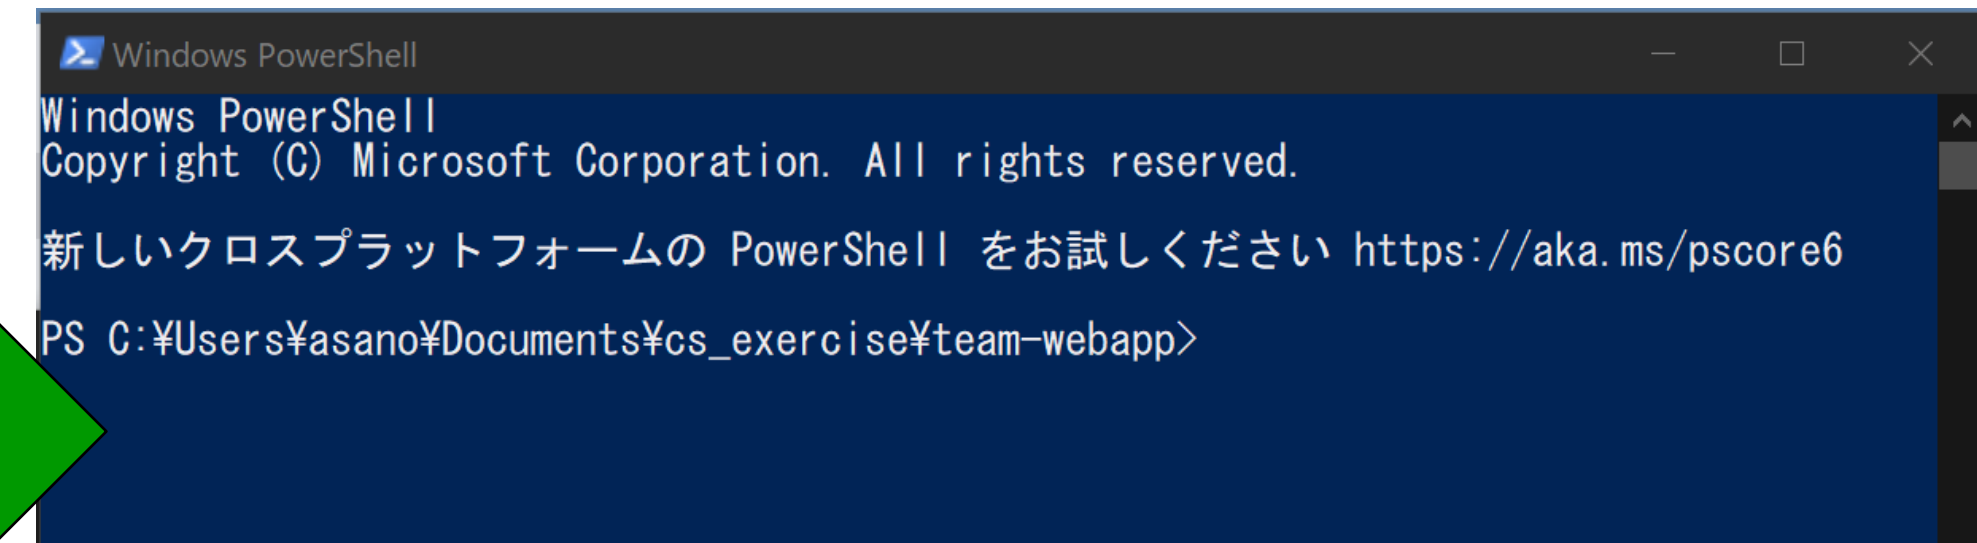 Windows PowerShell
Windows PowerShell
Copyright (C) Microsoft Corporation. All rights reserved.
新しいクロスプラットフォームの PowerShell をお試しください https://aka.ms/pscore6
PS C:¥Users¥asano¥Documents¥cs_exercise¥team-webapp>